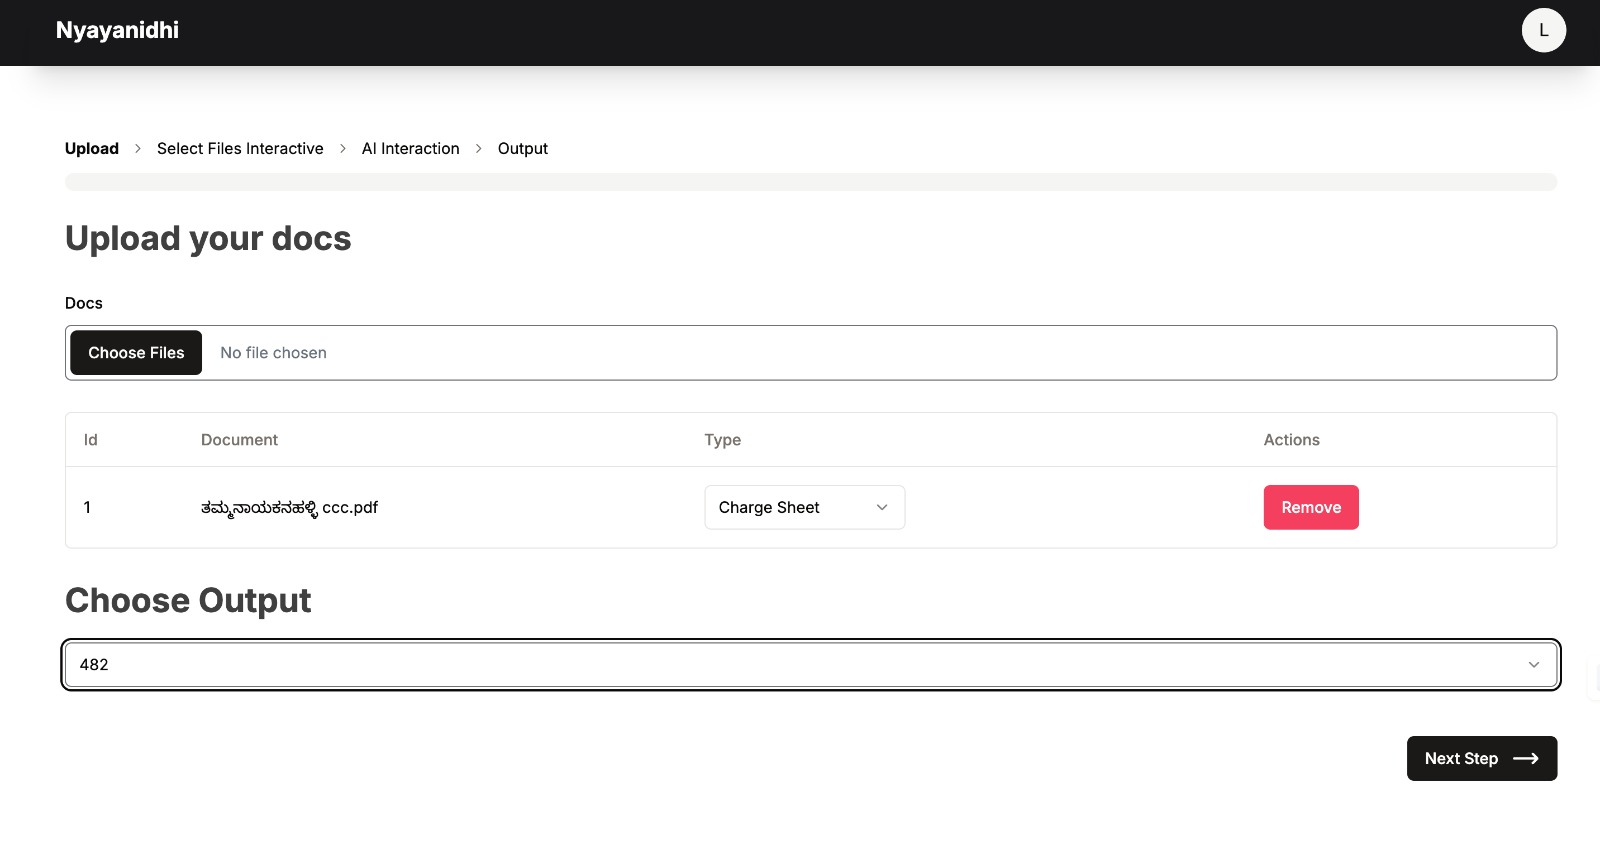 Nyayanidhi
L
Upload > Select Files Interactive > AI Interaction > Output
Upload your docs
Docs
Choose Files No file chosen
Id Document Type Actions
1 ತಮ್ಮನಾಯಕನಹಳ್ಳಿ ccc.pdf Charge Sheet Remove
Choose Output
482
Next Step